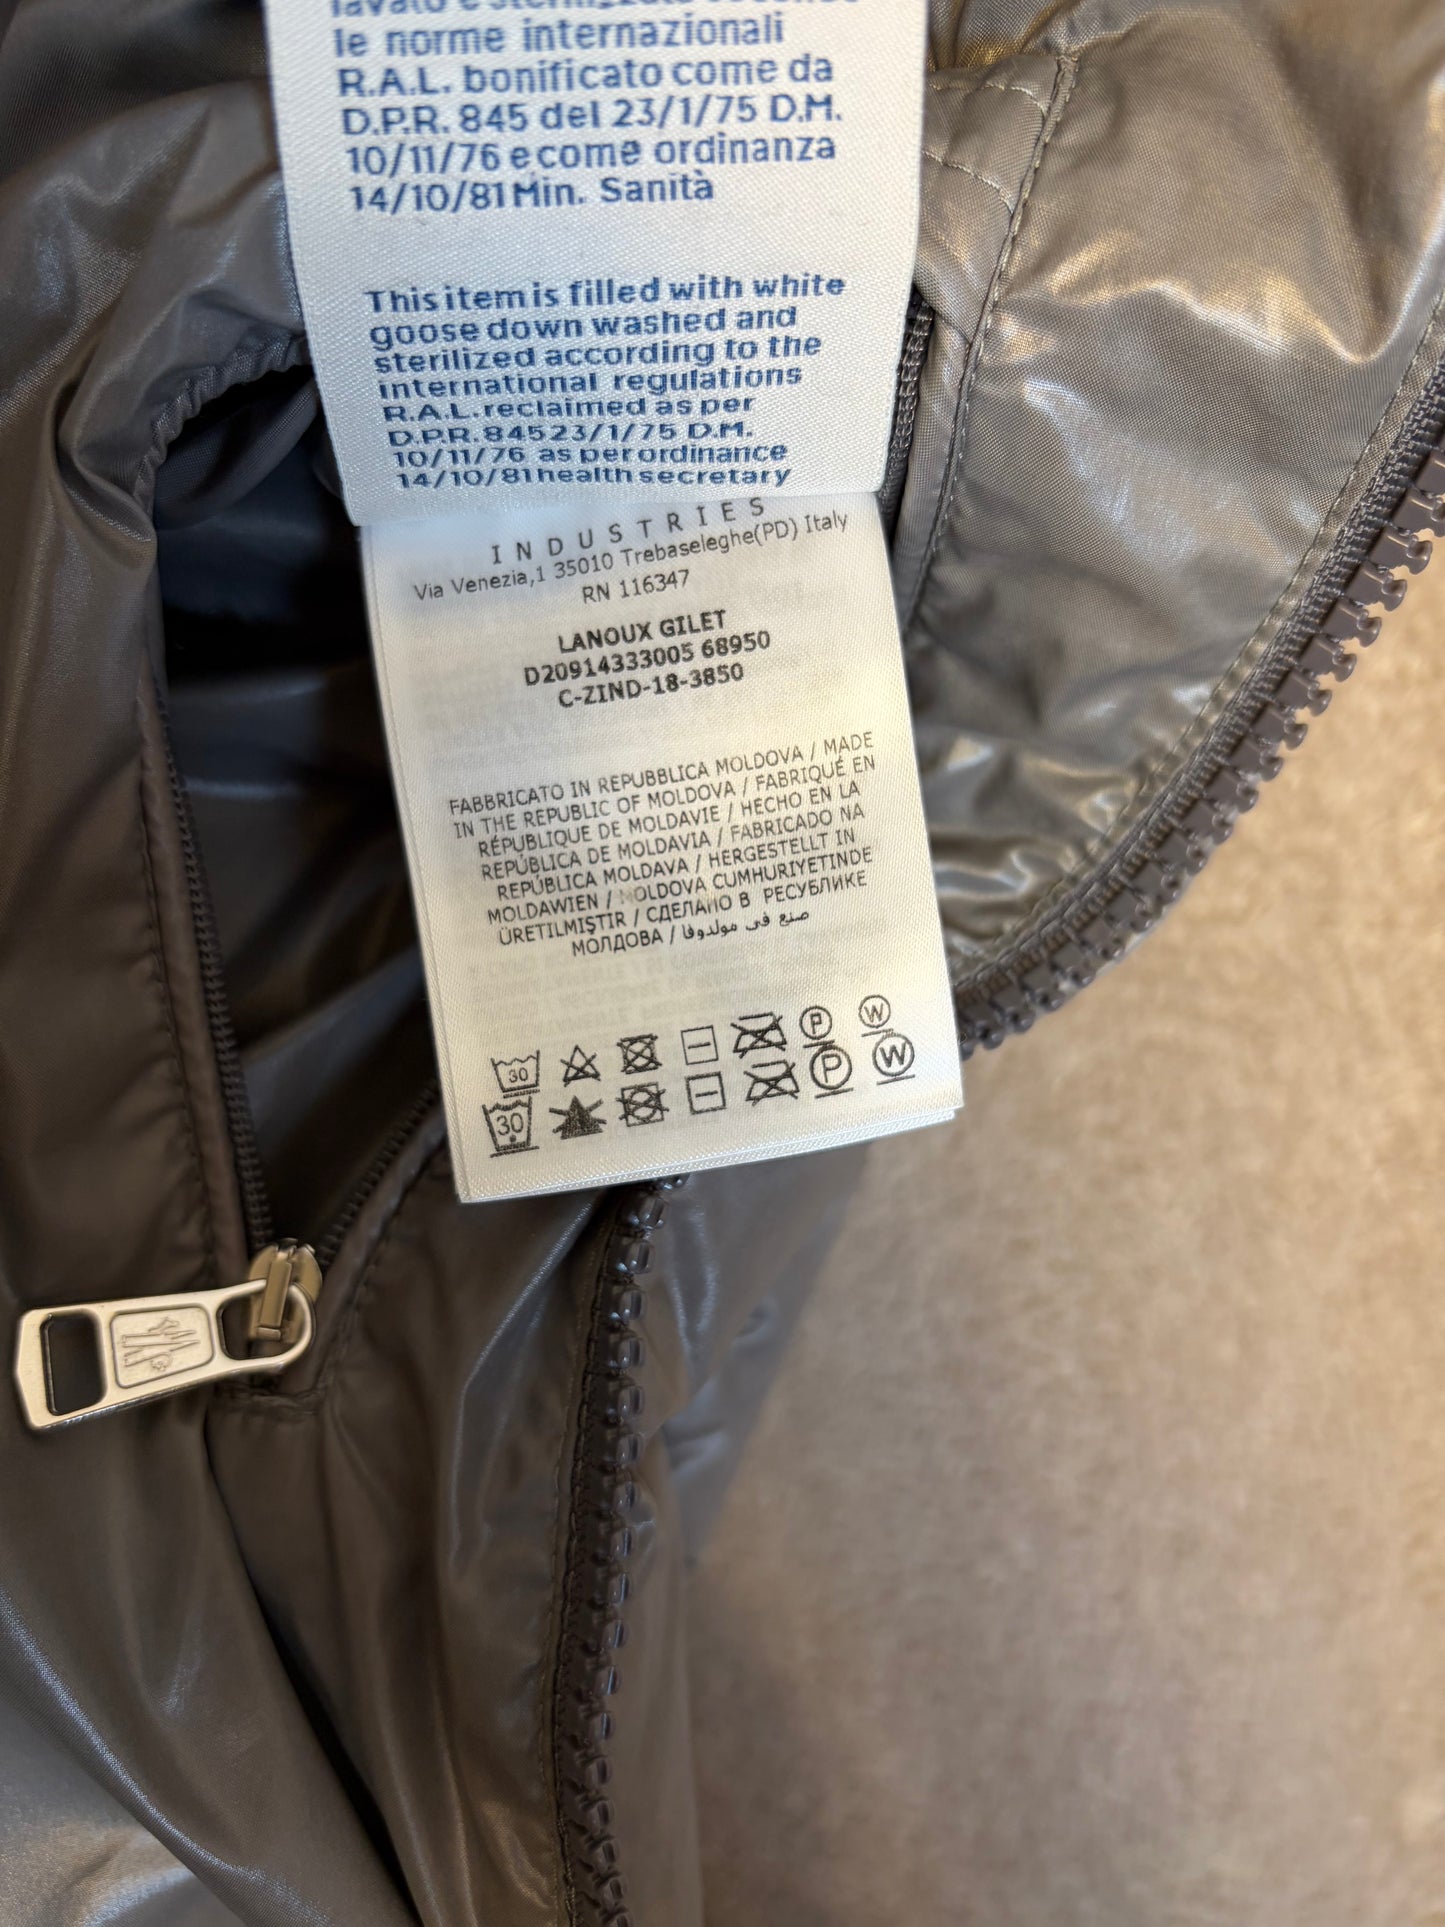 lavato e sterilizzato secondo
le norme internazionali
R.A.L. bonificato come da
D.P.R. 845 del 23/1/75 D.M.
10/11/76 e come ordinanza
14/10/81 Min. Sanità
This item is filled with white
goose down washed and
sterilized according to the
international regulations
R.A.L. reclaimed as per
D.P.R. 845 23/1/75 D.M.
10/11/76 as per ordinance
14/10/81 health secretary
INDUSTRIES
Via Venezia,1 35010 Trebaseleghe(PD) Italy
RN 116347
LANOUX GILET
D20914333005 68950
C-ZIND-18-3850
FABBRICATO IN REPUBBLICA MOLDOVA / MADE
IN THE REPUBLIC OF MOLDOVA / FABRIQUÉ EN
RÉPUBLIQUE DE MOLDAVIE / HECHO EN LA
REPÚBLICA DE MOLDAVIA / FABRICADO NA
REPÚBLICA MOLDAVA / HERGESTELLT IN
MOLDAWIEN / MOLDOVA CUMHURIYETINDE
ÜRETILMIŞTIR / СДЕЛАНО В РЕСУБЛИКЕ
МОЛДОВА / صنع في مولدوفا
30 P W
30 P W